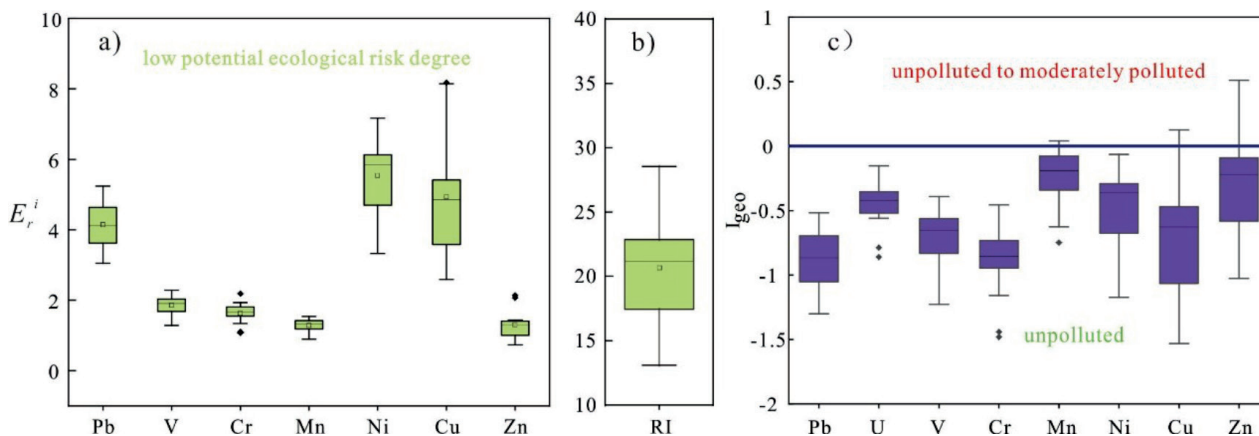 a)
low potential ecological risk degree
10
8
6
4
2
0
E_r^i
Pb V Cr Mn Ni Cu Zn
b)
40
35
30
25
20
15
10
RI
c)
unpolluted to moderately polluted
1
0.5
0
-0.5
-1
-1.5
-2
I_geo
unpolluted
Pb U V Cr Mn Ni Cu Zn